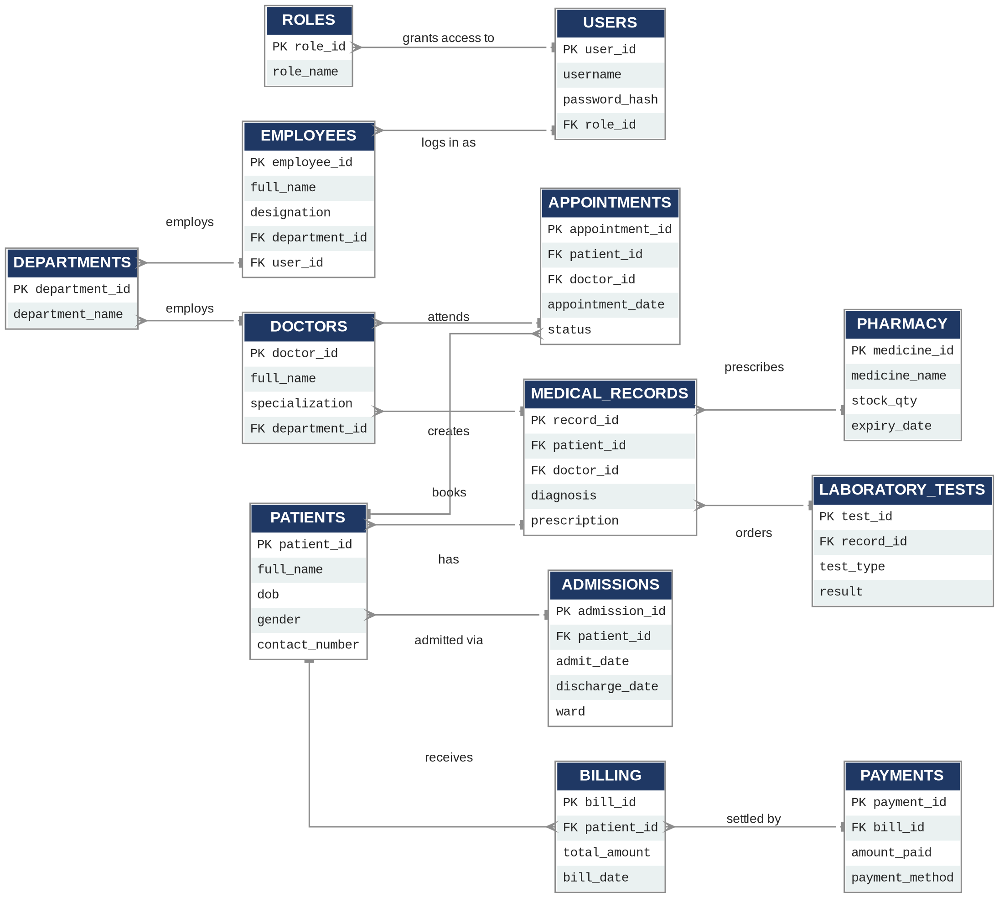 ROLES
PK role_id
role_name
grants access to
USERS
PK user_id
username
password_hash
FK role_id
EMPLOYEES
PK employee_id
full_name
designation
FK department_id
FK user_id
logs in as
employs
DEPARTMENTS
PK department_id
department_name
employs
DOCTORS
PK doctor_id
full_name
specialization
FK department_id
attends
APPOINTMENTS
PK appointment_id
FK patient_id
FK doctor_id
appointment_date
status
creates
books
MEDICAL_RECORDS
PK record_id
FK patient_id
FK doctor_id
diagnosis
prescription
prescribes
PHARMACY
PK medicine_id
medicine_name
stock_qty
expiry_date
orders
LABORATORY_TESTS
PK test_id
FK record_id
test_type
result
PATIENTS
PK patient_id
full_name
dob
gender
contact_number
has
admitted via
ADMISSIONS
PK admission_id
FK patient_id
admit_date
discharge_date
ward
receives
BILLING
PK bill_id
FK patient_id
total_amount
bill_date
settled by
PAYMENTS
PK payment_id
FK bill_id
amount_paid
payment_method